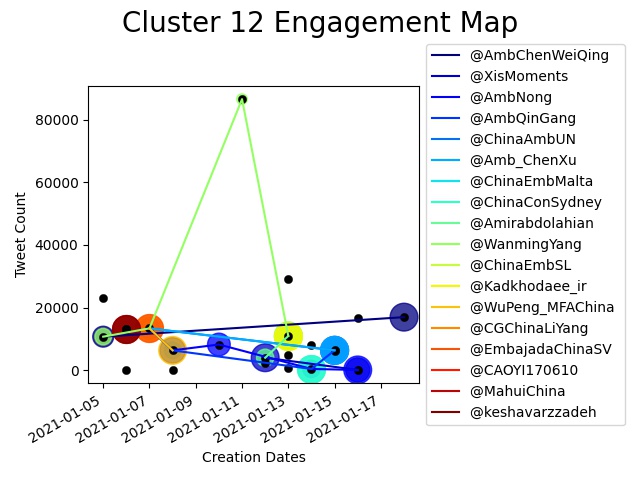 Cluster 12 Engagement Map
@AmbChenWeiQing
@XisMoments
@AmbNong
@AmbQinGang
@ChinaAmbUN
@Amb_ChenXu
@ChinaEmbMalta
@ChinaConSydney
@Amirabdolahian
@WanmingYang
@ChinaEmbSL
@Kadkhodaee_ir
@WuPeng_MFAChina
@CGChinaLiYang
@EmbajadaChinaSV
@CAOYI170610
@MahuiChina
@keshavarzzadeh
Tweet Count
80000
60000
40000
20000
0
2021-01-05
2021-01-07
2021-01-09
2021-01-11
2021-01-13
2021-01-15
2021-01-17
Creation Dates